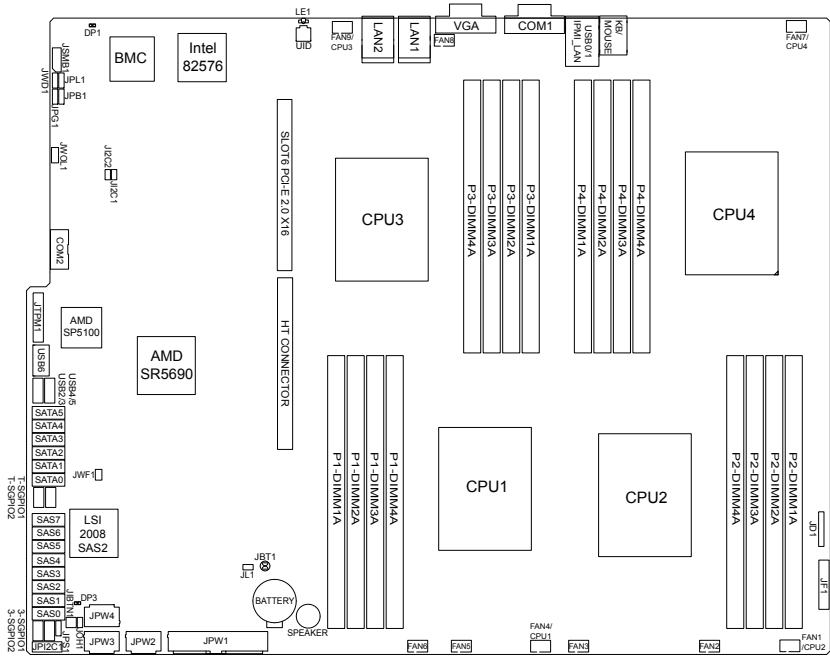 LE1
DP1
UID
FAN9/
CPU3
LAN2
LAN1
VGA
FAN8
COM1
USB0/1
IPMI_LAN
KB/
MOUSE
FAN7/
CPU4
JSMB1
JWD1
JPL1
JPB1
JPG1
BMC
Intel
82576
JWOL1
JI2C2
JI2C1
COM2
SLOT6 PCI-E 2.0 X16
CPU3
P3-DIMM4A
P3-DIMM3A
P3-DIMM2A
P3-DIMM1A
P4-DIMM1A
P4-DIMM2A
P4-DIMM3A
P4-DIMM4A
CPU4
JTPM1
AMD
SP5100
AMD
SR5690
HT CONNECTOR
USB6
USB2/3
USB4/5
SATA5
SATA4
SATA3
SATA2
SATA1
SATA0
JWF1
T-SGPIO2
T-SGPIO1
P1-DIMM1A
P1-DIMM2A
P1-DIMM3A
P1-DIMM4A
CPU1
CPU2
P2-DIMM4A
P2-DIMM3A
P2-DIMM2A
P2-DIMM1A
JD1
JF1
SAS7
SAS6
SAS5
SAS4
SAS3
SAS2
SAS1
SAS0
LSI
2008
SAS2
JBT1
JL1
BATTERY
SPEAKER
DP3
JIBTN1
3-SGPIO2
3-SGPIO1
JPI2C1
JPS1
JOH1
JPW4
JPW3
JPW2
JPW1
FAN6
FAN5
FAN4/
CPU1
FAN3
FAN2
FAN1
/CPU2